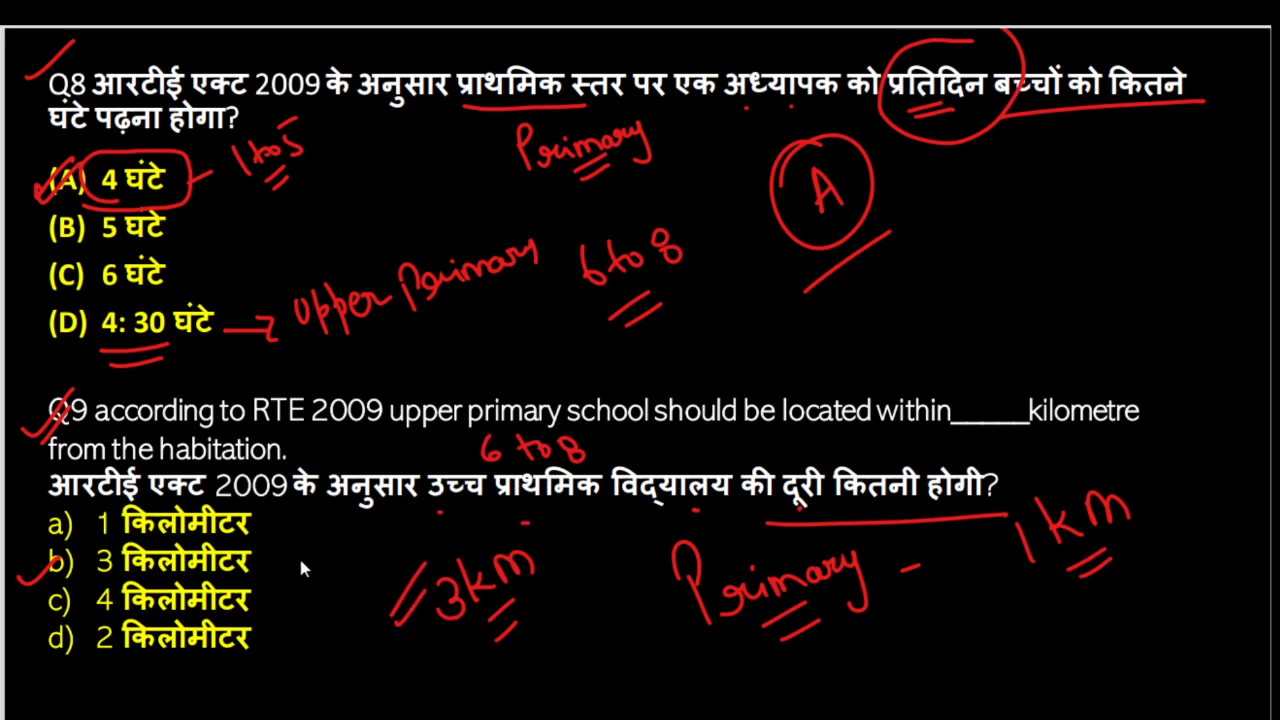 Q8 आरटीई एक्ट 2009 के अनुसार प्राथमिक स्तर पर एक अध्यापक को प्रतिदिन बच्चों को कितने
घंटे पढ़ना होगा?
Primary
(A) 4 घंटे
1 to 5
A
(B) 5 घंटे
(C) 6 घंटे
(D) 4: 30 घंटे
Upper Primary 6 to 8
Q9 according to RTE 2009 upper primary school should be located within_____kilometre
from the habitation.
6 to 8
आरटीई एक्ट 2009 के अनुसार उच्च प्राथमिक विद्यालय की दूरी कितनी होगी?
a) 1 किलोमीटर
b) 3 किलोमीटर
3km Primary - 1km
c) 4 किलोमीटर
d) 2 किलोमीटर